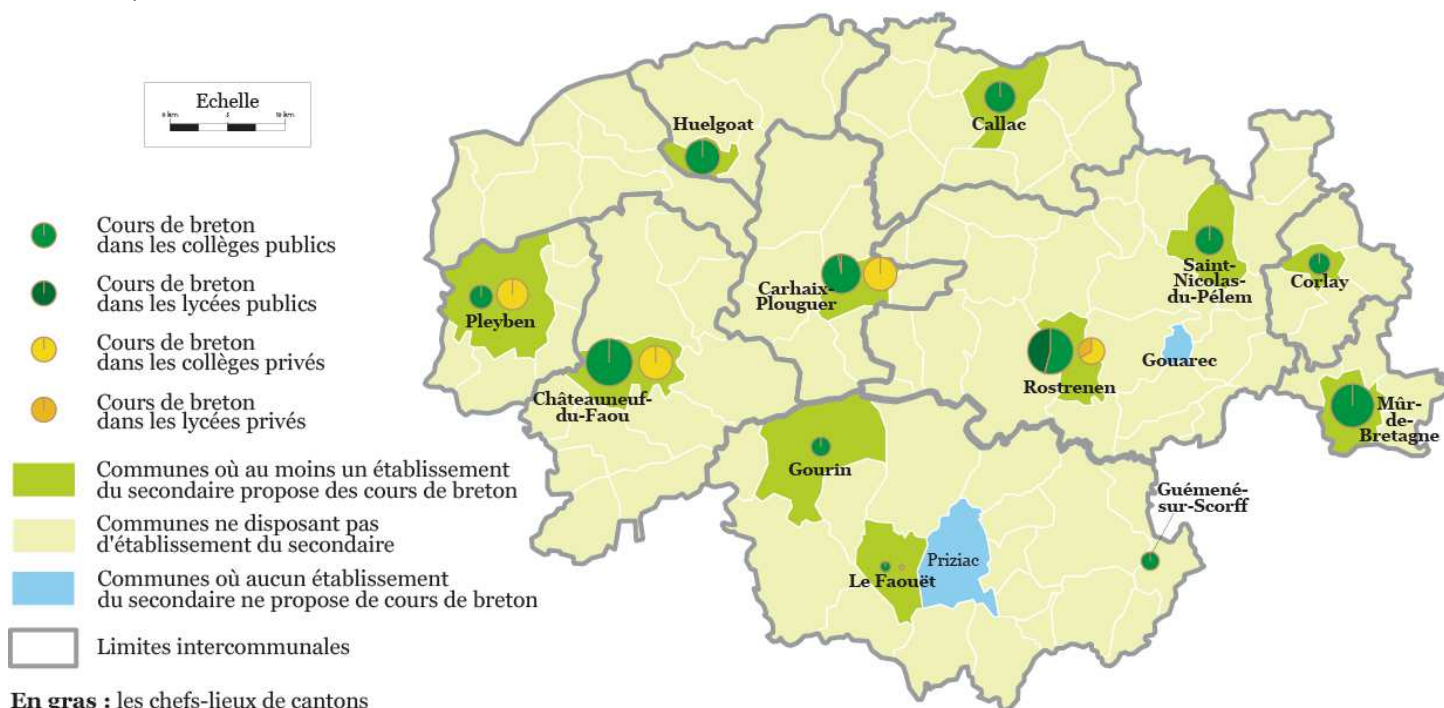 Echelle
0 km 5 10 km
Cours de breton
dans les collèges publics
Cours de breton
dans les lycées publics
Cours de breton
dans les collèges privés
Cours de breton
dans les lycées privés
Communes où au moins un établissement
du secondaire propose des cours de breton
Communes ne disposant pas
d'établissement du secondaire
Communes où aucun établissement
du secondaire ne propose de cours de breton
Limites intercommunales
En gras : les chefs-lieux de cantons
Huelgoat
Callac
Pleyben
Châteauneuf-
du-Faou
Carhaix-
Plouguer
Saint-
Nicolas-
du-Pélem
Corlay
Rostrenen
Gouarec
Mûr-
de-
Bretagne
Gourin
Le Faouët
Priziac
Guémené-
sur-Scorff